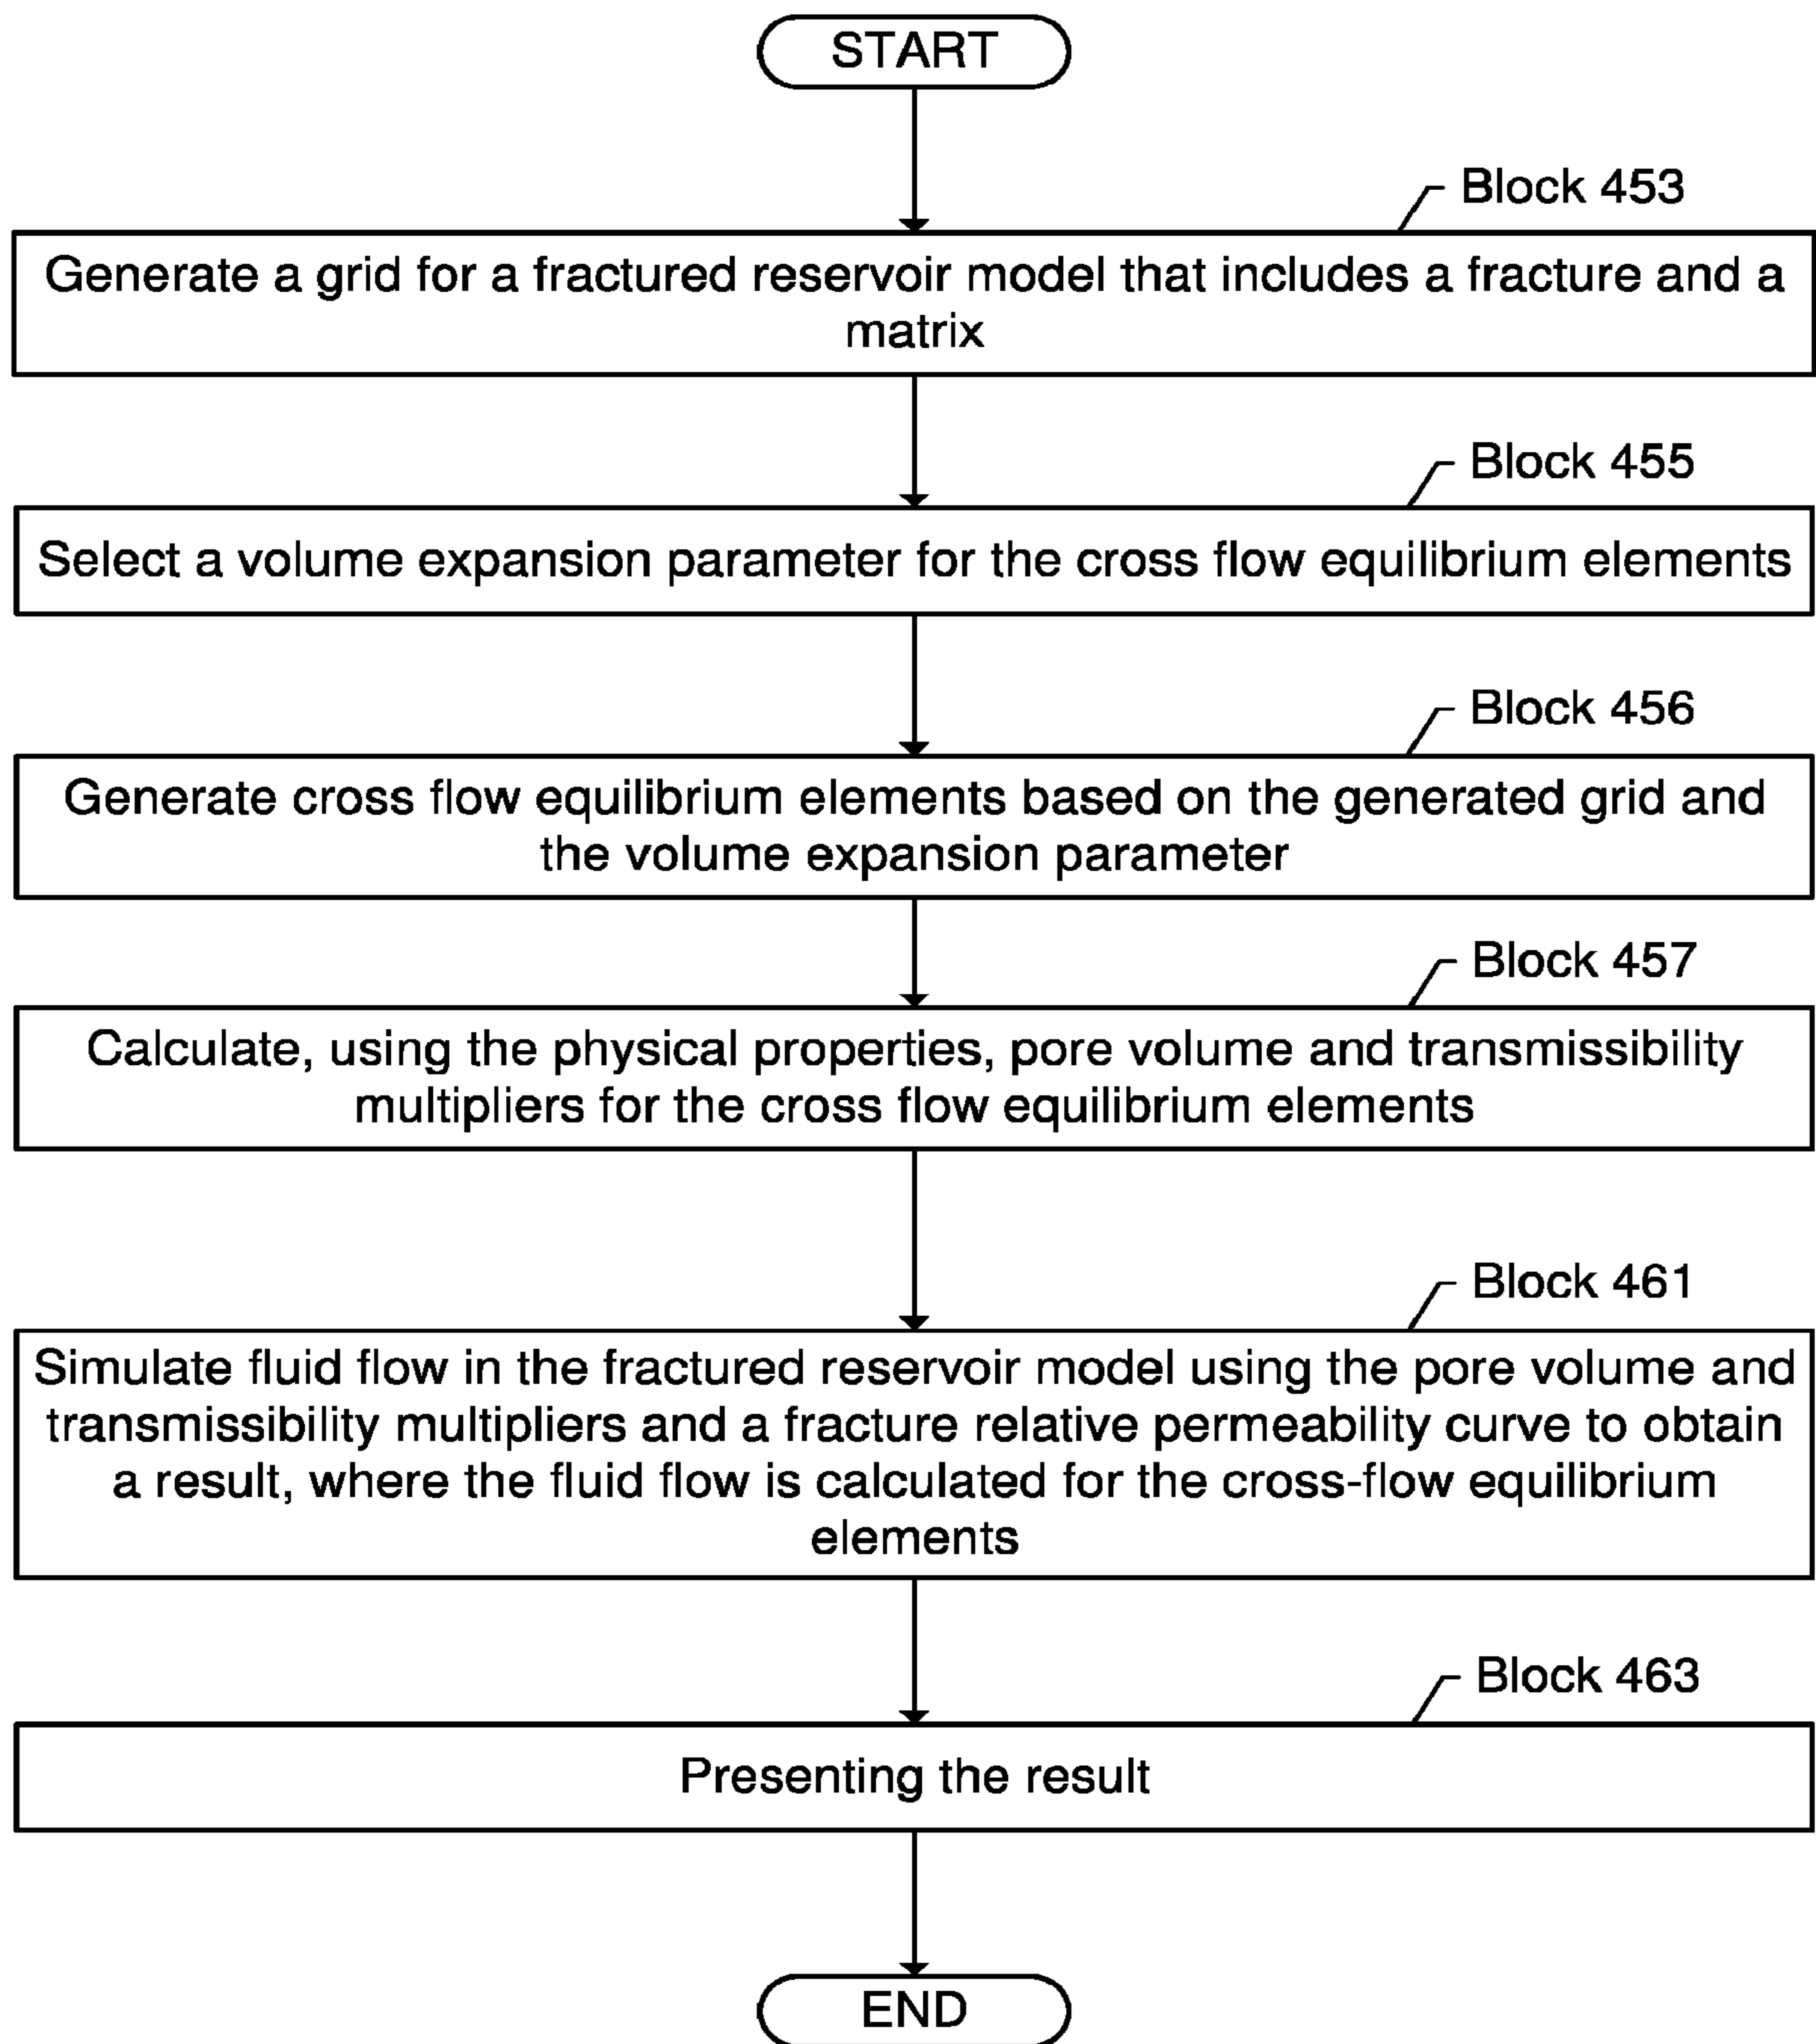 START
Block 453
Generate a grid for a fractured reservoir model that includes a fracture and a
matrix
Block 455
Select a volume expansion parameter for the cross flow equilibrium elements
Block 456
Generate cross flow equilibrium elements based on the generated grid and
the volume expansion parameter
Block 457
Calculate, using the physical properties, pore volume and transmissibility
multipliers for the cross flow equilibrium elements
Block 461
Simulate fluid flow in the fractured reservoir model using the pore volume and
transmissibility multipliers and a fracture relative permeability curve to obtain
a result, where the fluid flow is calculated for the cross-flow equilibrium
elements
Block 463
Presenting the result
END